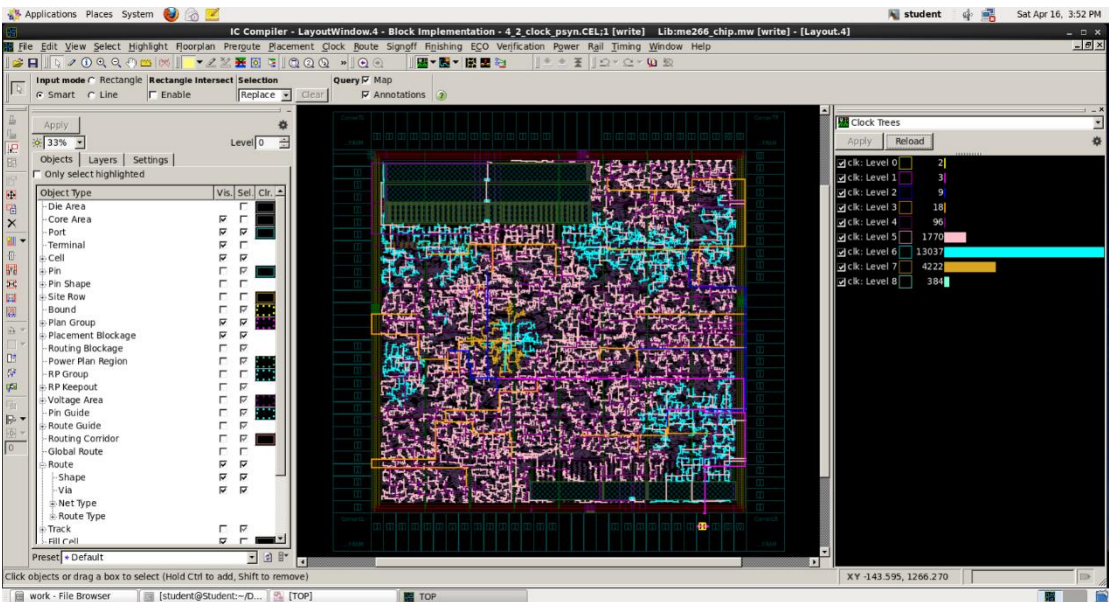 Applications Places System student Sat Apr 16, 3:52 PM
IC Compiler - LayoutWindow.4 - Block Implementation - 4_2_clock_psyn.CEL;1 [write] Lib:me266_chip.mw [write] - [Layout.4]
File Edit View Select Highlight Floorplan Preroute Placement Clock Route Signoff Finishing ECO Verification Power Rail Timing Window Help
Input mode Rectangle Rectangle Intersect Selection Query Map
Smart Line Enable Replace Clear Annotations
Apply
33% Level 0
Objects Layers Settings
Only select highlighted
Object Type Vis. Sel. Clr.
Die Area
Core Area
Port
Terminal
Cell
Pin
Pin Shape
Site Row
Bound
Plan Group
Placement Blockage
Routing Blockage
Power Plan Region
RP Group
RP Keepout
Voltage Area
Pin Guide
Route Guide
Routing Corridor
Global Route
Route
Shape
Via
Net Type
Route Type
Track
Fill Cell
Preset Default
0
Clock Trees
Apply Reload
clk: Level 0 2
clk: Level 1 3
clk: Level 2 9
clk: Level 3 18
clk: Level 4 96
clk: Level 5 1770
clk: Level 6 13037
clk: Level 7 4222
clk: Level 8 384
Click objects or drag a box to select (Hold Ctrl to add, Shift to remove) XY -143.595, 1266.270
work - File Browser [student@Student:~/D... [TOP] TOP